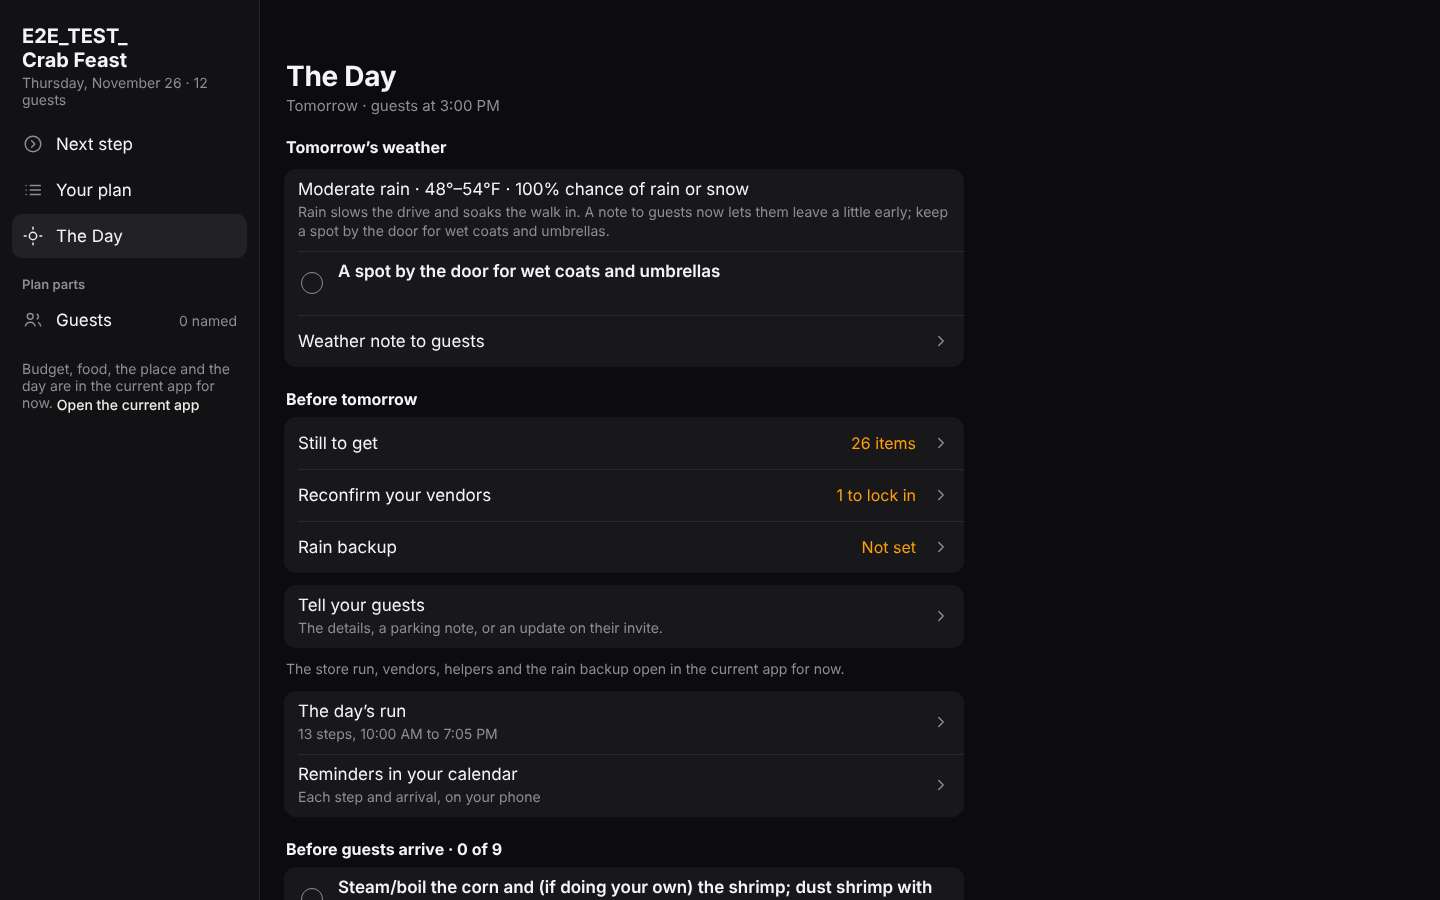 E2E_TEST_
Crab Feast
Thursday, November 26 · 12
guests
Next step
Your plan
The Day
Plan parts
Guests
0 named
Budget, food, the place and the
day are in the current app for
now. Open the current app
The Day
Tomorrow · guests at 3:00 PM
Tomorrow’s weather
Moderate rain · 48°–54°F · 100% chance of rain or snow
Rain slows the drive and soaks the walk in. A note to guests now lets them leave a little early; keep
a spot by the door for wet coats and umbrellas.
A spot by the door for wet coats and umbrellas
Weather note to guests
Before tomorrow
Still to get
26 items
Reconfirm your vendors
1 to lock in
Rain backup
Not set
Tell your guests
The details, a parking note, or an update on their invite.
The store run, vendors, helpers and the rain backup open in the current app for now.
The day’s run
13 steps, 10:00 AM to 7:05 PM
Reminders in your calendar
Each step and arrival, on your phone
Before guests arrive · 0 of 9
Steam/boil the corn and (if doing your own) the shrimp; dust shrimp with